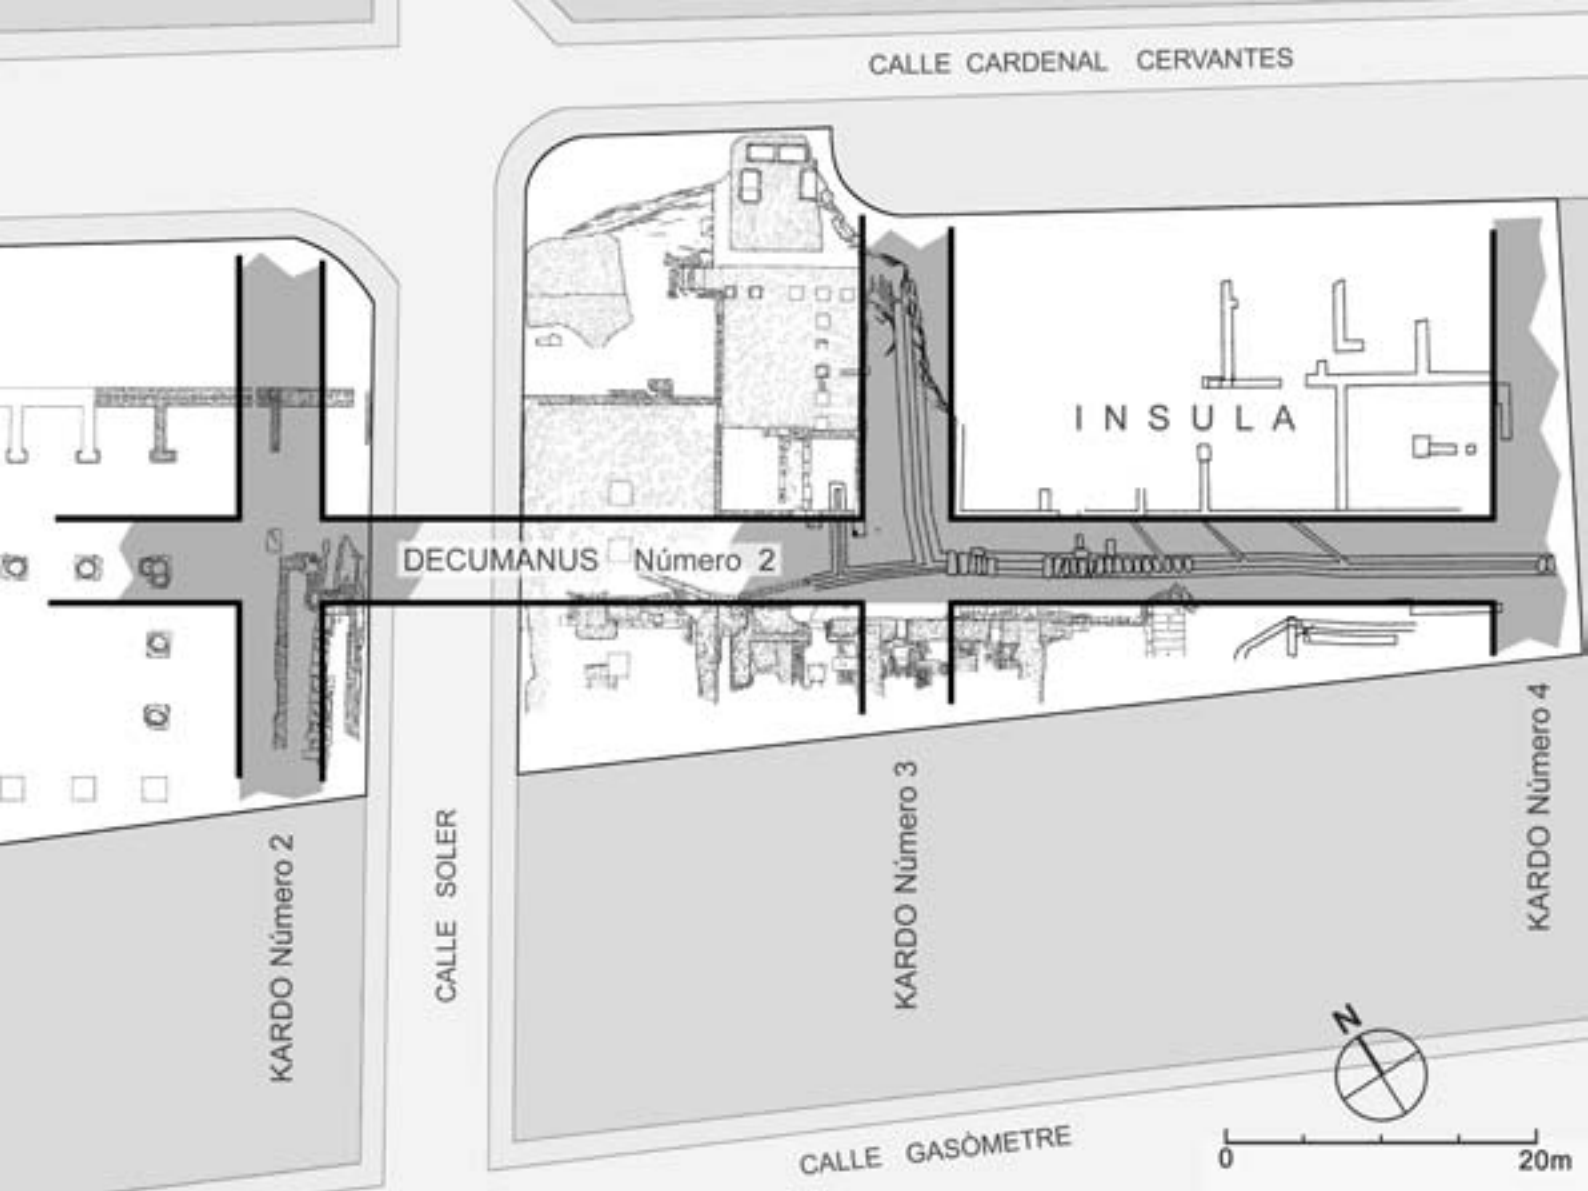 CALLE CARDENAL CERVANTES
INSULA
DECUMANUS Número 2
KARDO Número 2
CALLE SOLER
KARDO Número 3
KARDO Número 4
CALLE GASÒMETRE
N
0 20m